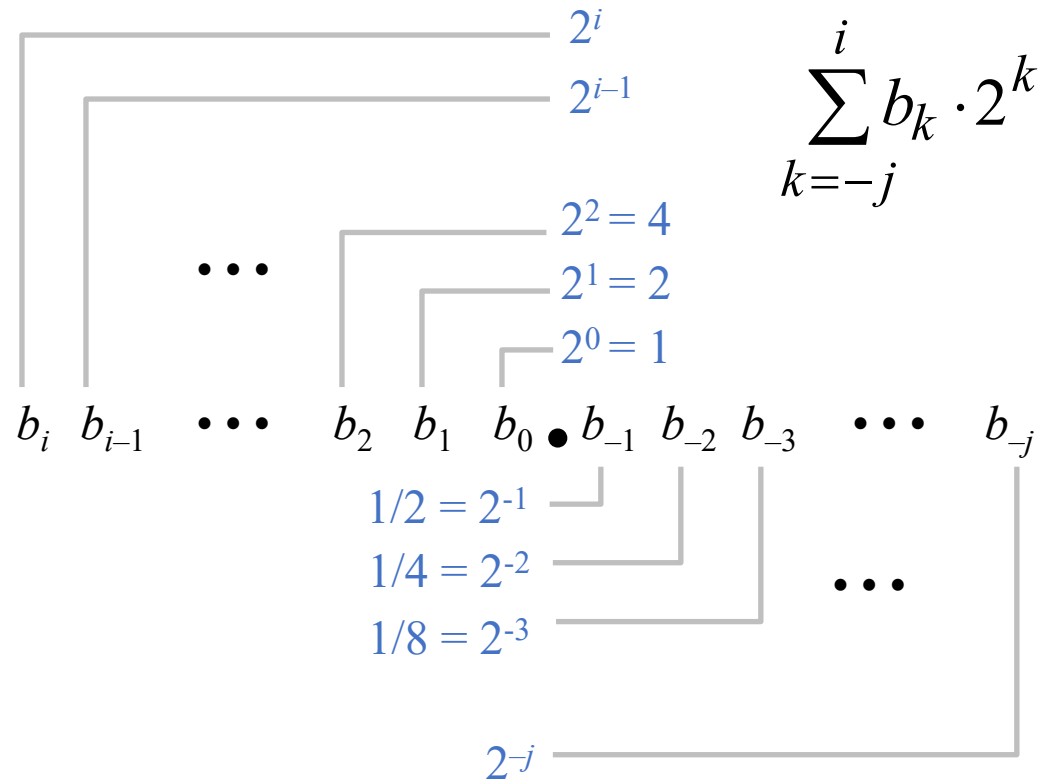 2^i
2^{i–1}
\sum_{k=-j}^{i} b_k \cdot 2^k
2^2 = 4
•••
2^1 = 2
2^0 = 1
b_i b_{i–1} ••• b_2 b_1 b_0 . b_{–1} b_{–2} b_{–3} ••• b_{–j}
1/2 = 2^{-1}
1/4 = 2^{-2}
•••
1/8 = 2^{-3}
2^{–j}